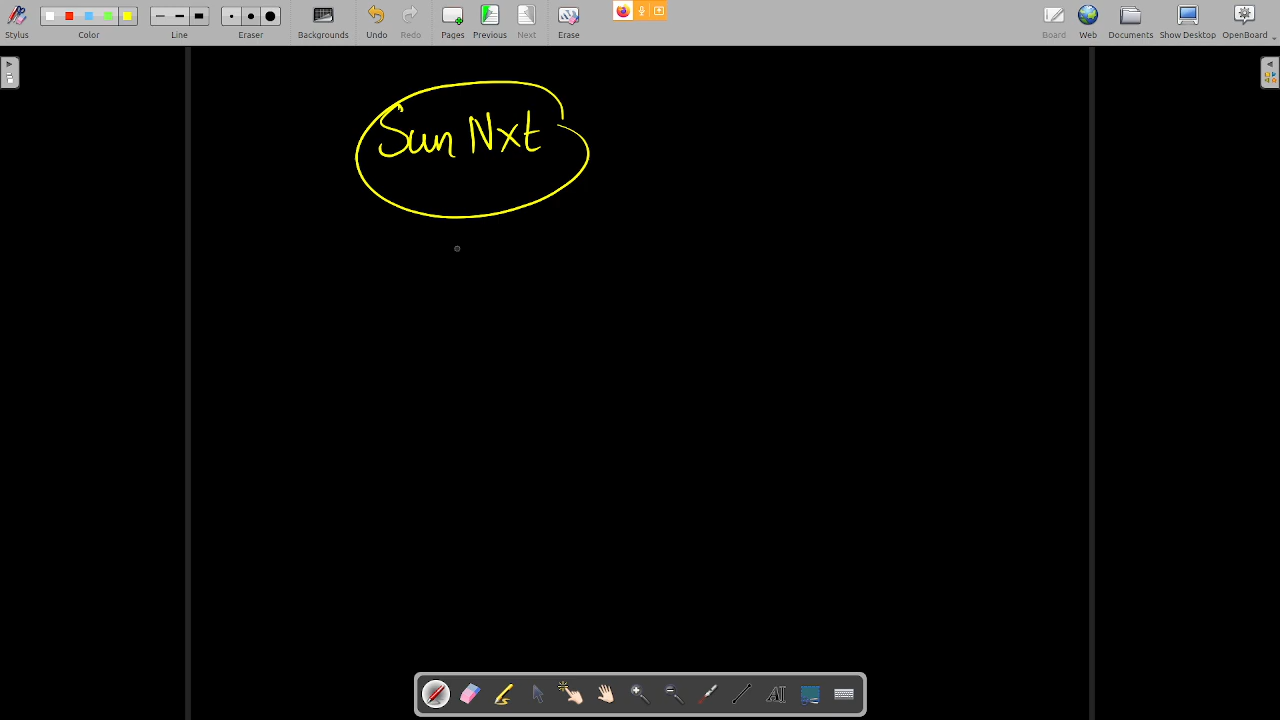 Stylus
Color
Line
Eraser
Backgrounds
Undo
Redo
Pages
Previous
Next
Erase
Board
Web
Documents
Show Desktop
OpenBoard
Sun Nxt
AI